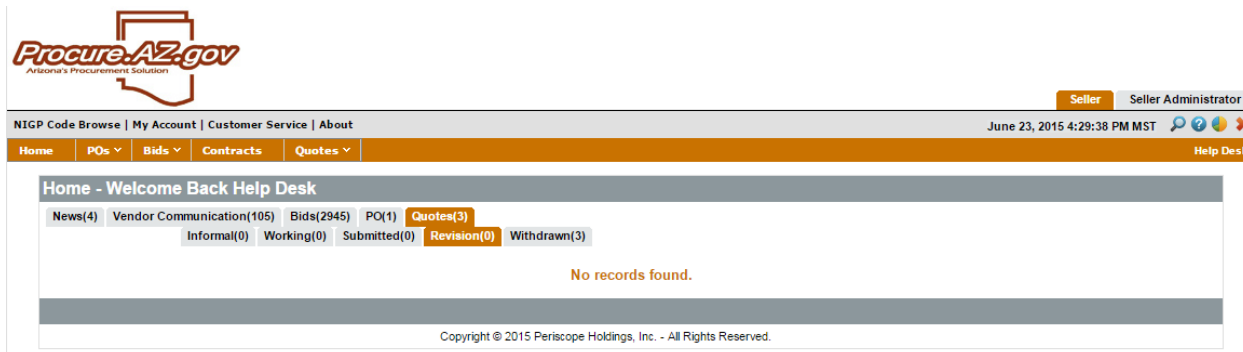 Procure.AZ.gov
Arizona's Procurement Solution
Seller Seller Administrator
NIGP Code Browse | My Account | Customer Service | About June 23, 2015 4:29:38 PM MST
Home POs Bids Contracts Quotes Help Des
Home - Welcome Back Help Desk
News(4) Vendor Communication(105) Bids(2945) PO(1) Quotes(3)
Informal(0) Working(0) Submitted(0) Revision(0) Withdrawn(3)
No records found.
Copyright © 2015 Periscope Holdings, Inc. - All Rights Reserved.